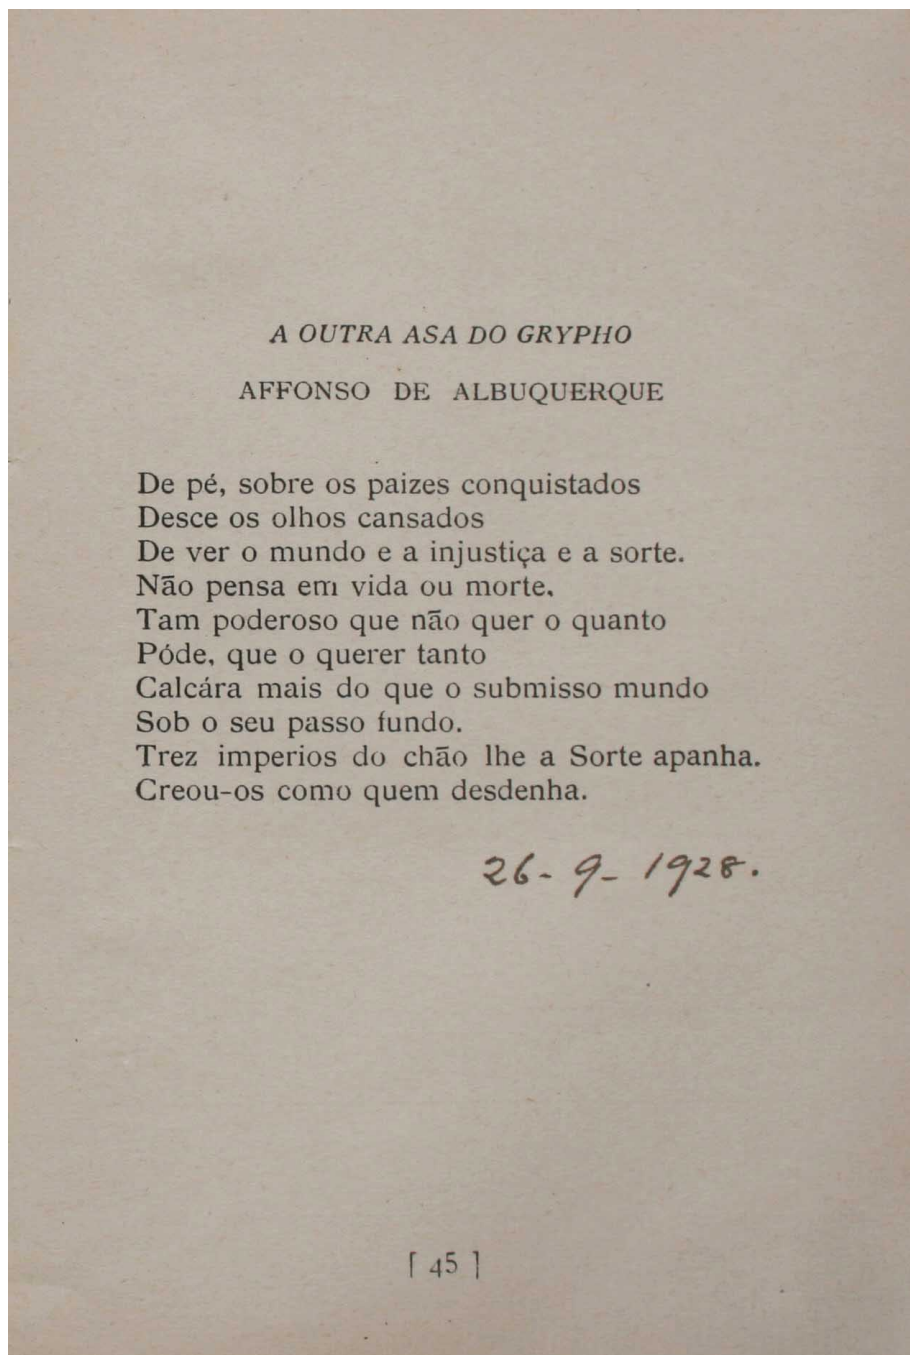 A OUTRA ASA DO GRYPHO
AFFONSO DE ALBUQUERQUE
De pé, sobre os paizes conquistados
Desce os olhos cansados
De ver o mundo e a injustiça e a sorte.
Não pensa em vida ou morte,
Tam poderoso que não quer o quanto
Póde, que o querer tanto
Calcára mais do que o submisso mundo
Sob o seu passo fundo.
Trez imperios do chão lhe a Sorte apanha.
Creou-os como quem desdenha.
26-9-1928.
[ 45 ]